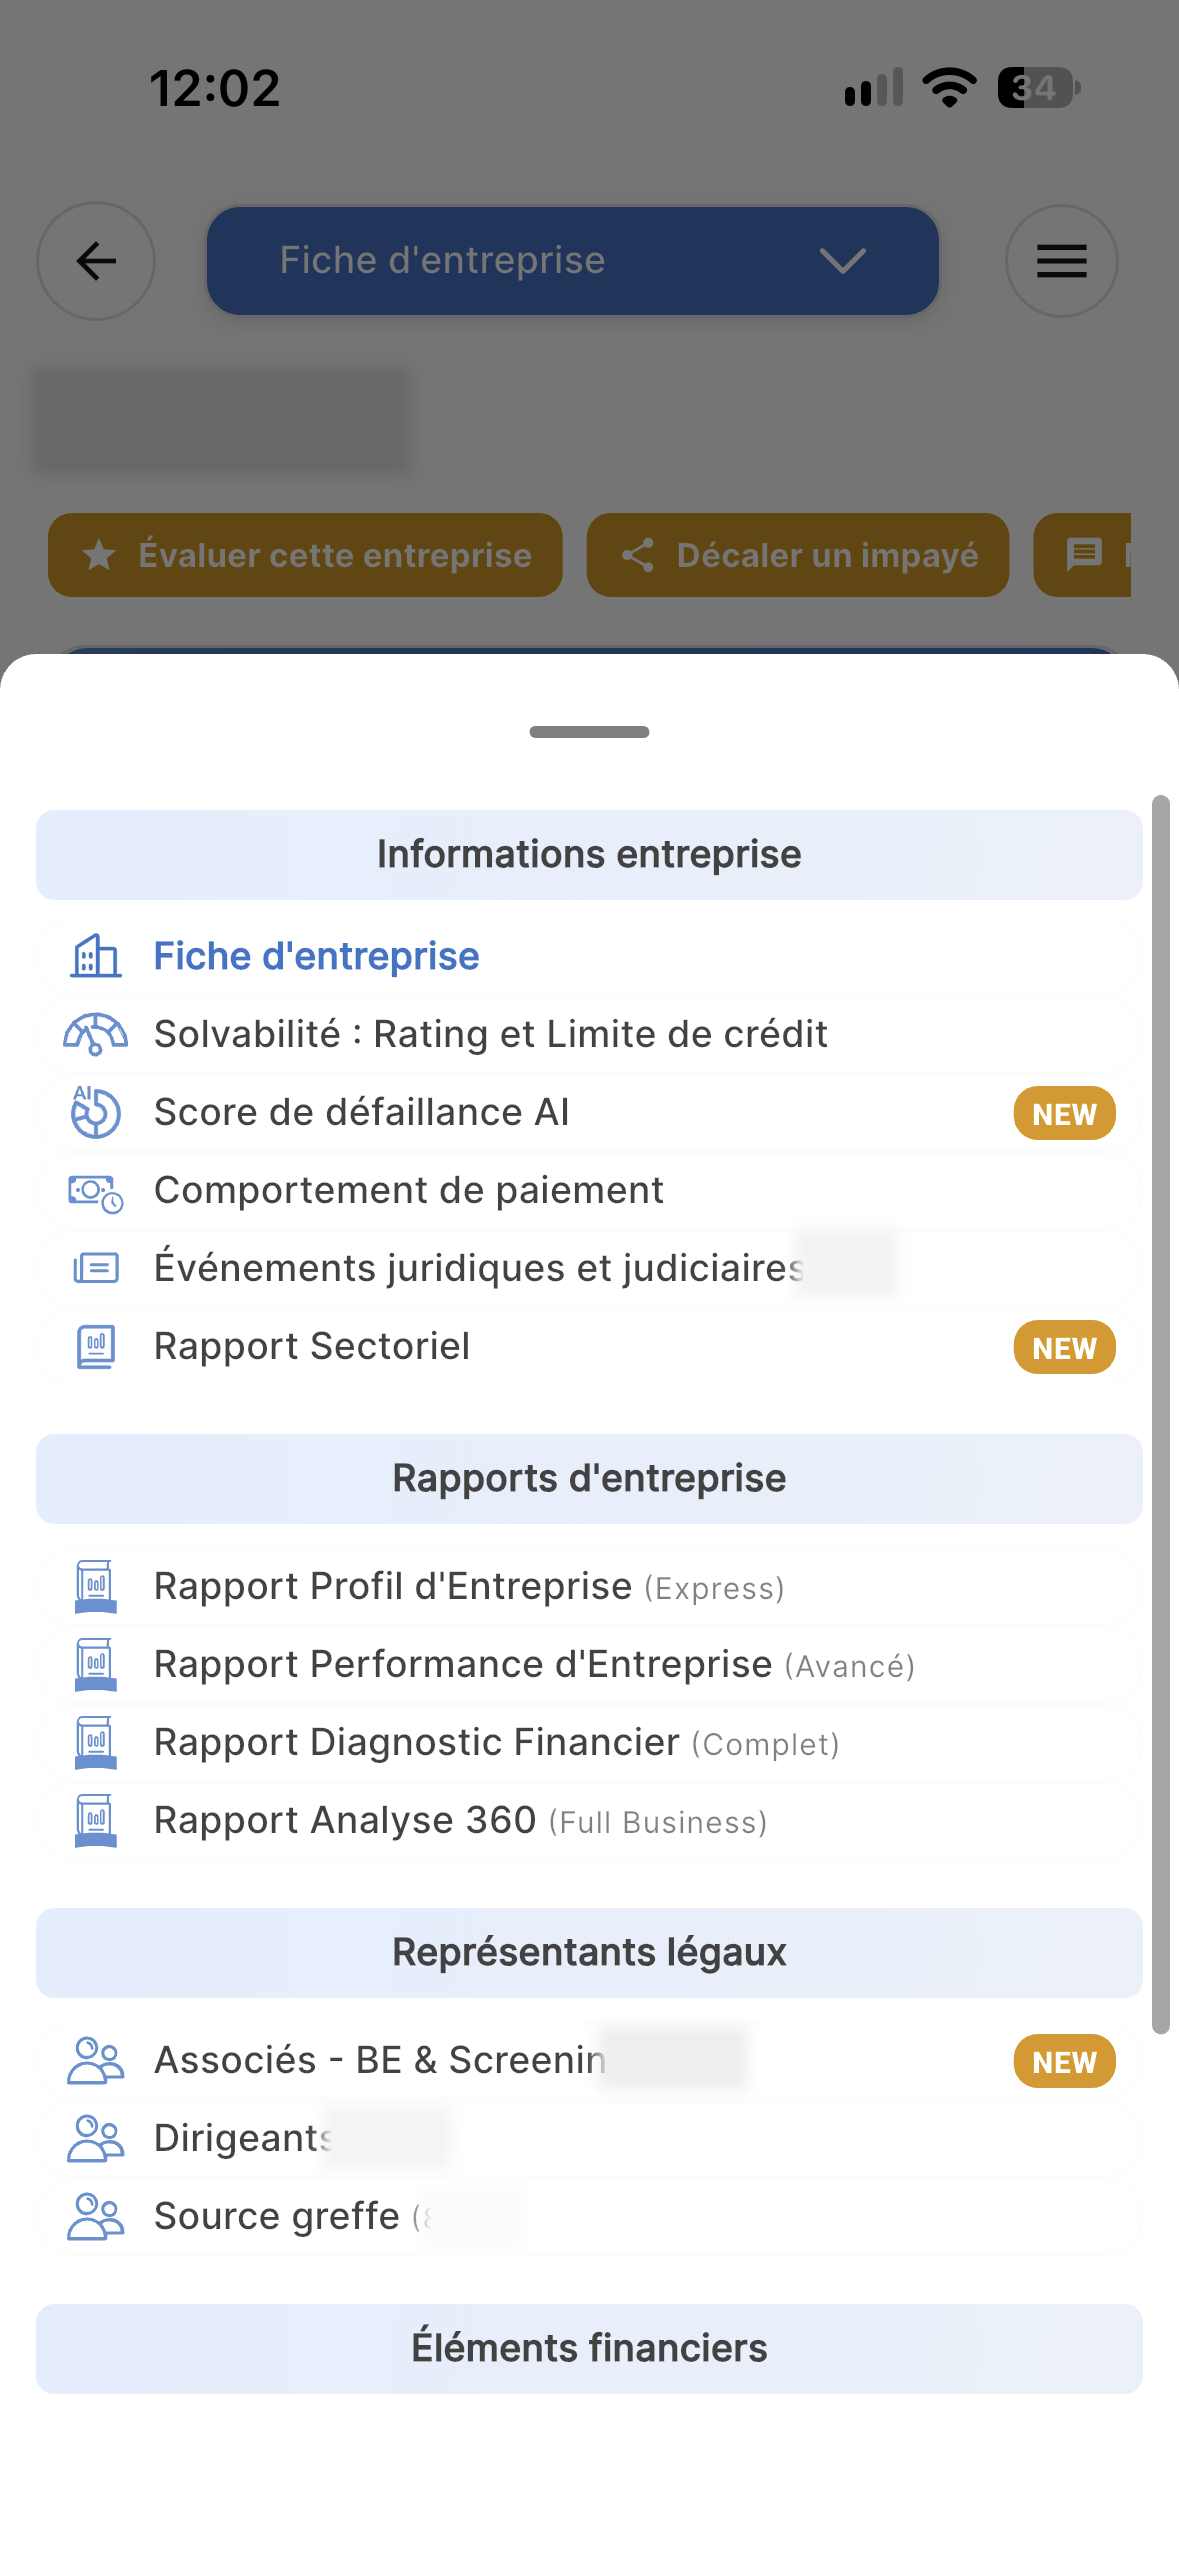 12:02
34
Fiche d'entreprise
Évaluer cette entreprise
Décaler un impayé
Informations entreprise
Fiche d'entreprise
Solvabilité : Rating et Limite de crédit
AI
Score de défaillance AI
NEW
Comportement de paiement
Événements juridiques et judiciaires
Rapport Sectoriel
NEW
Rapports d'entreprise
Rapport Profil d'Entreprise (Express)
Rapport Performance d'Entreprise (Avancé)
Rapport Diagnostic Financier (Complet)
Rapport Analyse 360 (Full Business)
Représentants légaux
Associés - BE & Screenin
NEW
Dirigeants
Source greffe
Éléments financiers